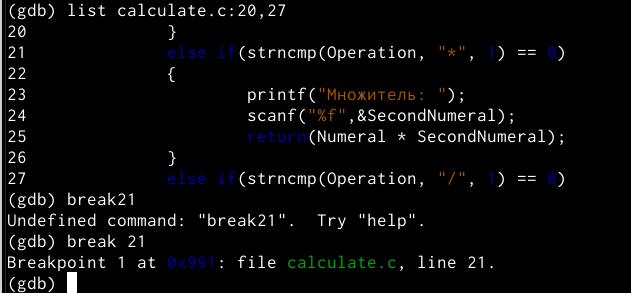 (gdb) list calculate.c:20,27
20 }
21 else if(strncmp(Operation, "*", 1) == 0)
22 {
23 printf("Множитель: ");
24 scanf("%f",&SecondNumeral);
25 return(Numeral * SecondNumeral);
26 }
27 else if(strncmp(Operation, "/", 1) == 0)
(gdb) break21
Undefined command: "break21".  Try "help".
(gdb) break 21
Breakpoint 1 at 0x991: file calculate.c, line 21.
(gdb)